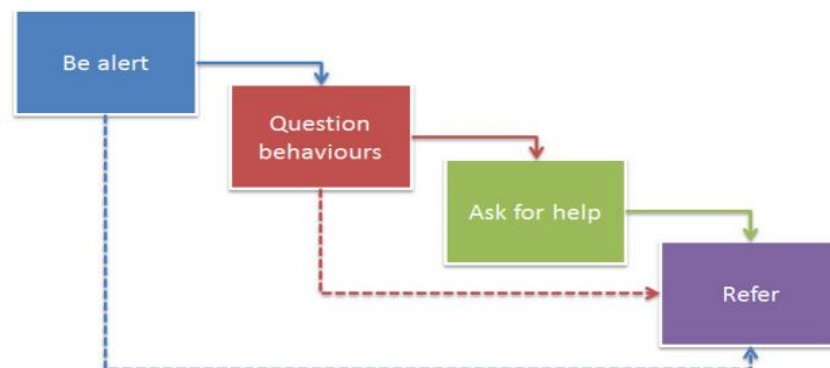 Be alert
Question
behaviours
Ask for help
Refer